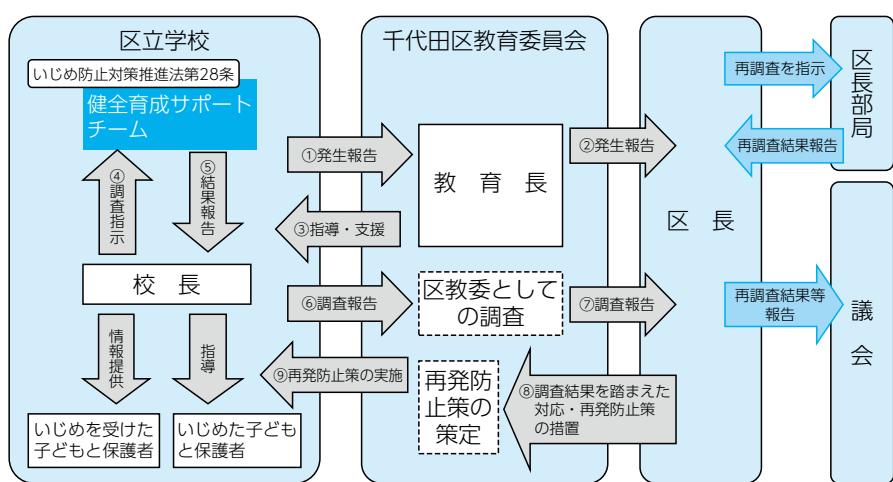 区立学校
いじめ防止対策推進法第28条
健全育成サポート
チーム
④調査指示
⑤結果報告
校長
情報提供
指導
いじめを受けた
子どもと保護者
いじめた子ども
と保護者
①発生報告
③指導・支援
⑥調査報告
⑨再発防止策の実施
千代田区教育委員会
教育長
区教委として
の調査
再発防
止策の
策定
②発生報告
⑦調査報告
⑧調査結果を踏まえた
対応・再発防止策
の措置
区長
再調査を指示
再調査結果報告
再調査結果等
報告
区長部局
議会